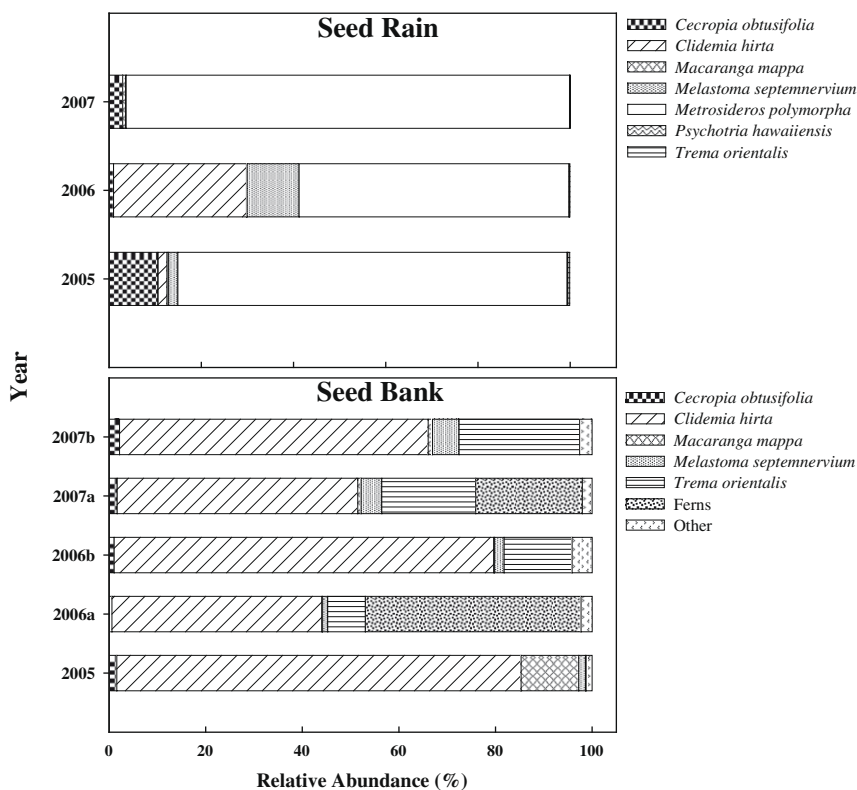 Seed Rain
2007
2006
2005
Cecropia obtusifolia
Clidemia hirta
Macaranga mappa
Melastoma septemnervium
Metrosideros polymorpha
Psychotria hawaiiensis
Trema orientalis
Year
Seed Bank
2007b
2007a
2006b
2006a
2005
Cecropia obtusifolia
Clidemia hirta
Macaranga mappa
Melastoma septemnervium
Trema orientalis
Ferns
Other
0 20 40 60 80 100
Relative Abundance (%)